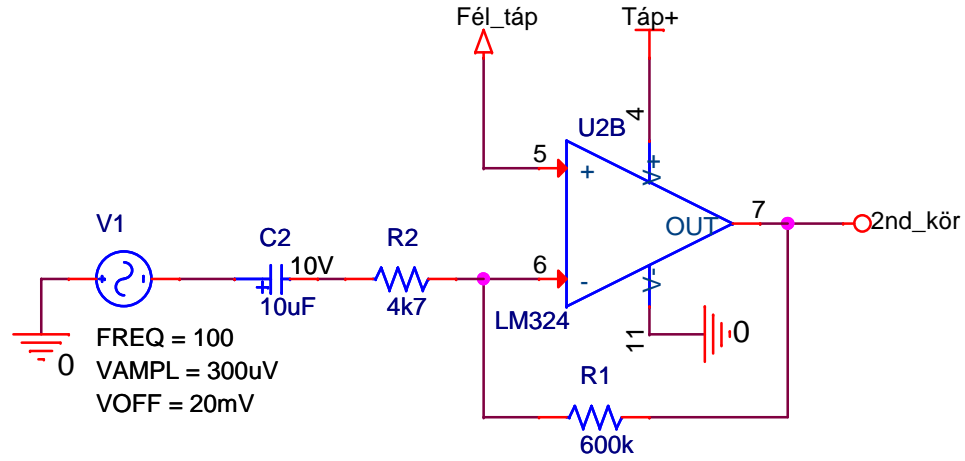 Fél_táp
Táp+
4
U2B
V+
5
+
7
OUT
2nd_kör
V1
C2
10V
R2
6
-
V-
+
10uF
4k7
LM324
11
0
0
FREQ = 100
VAMPL = 300uV
VOFF = 20mV
R1
600k